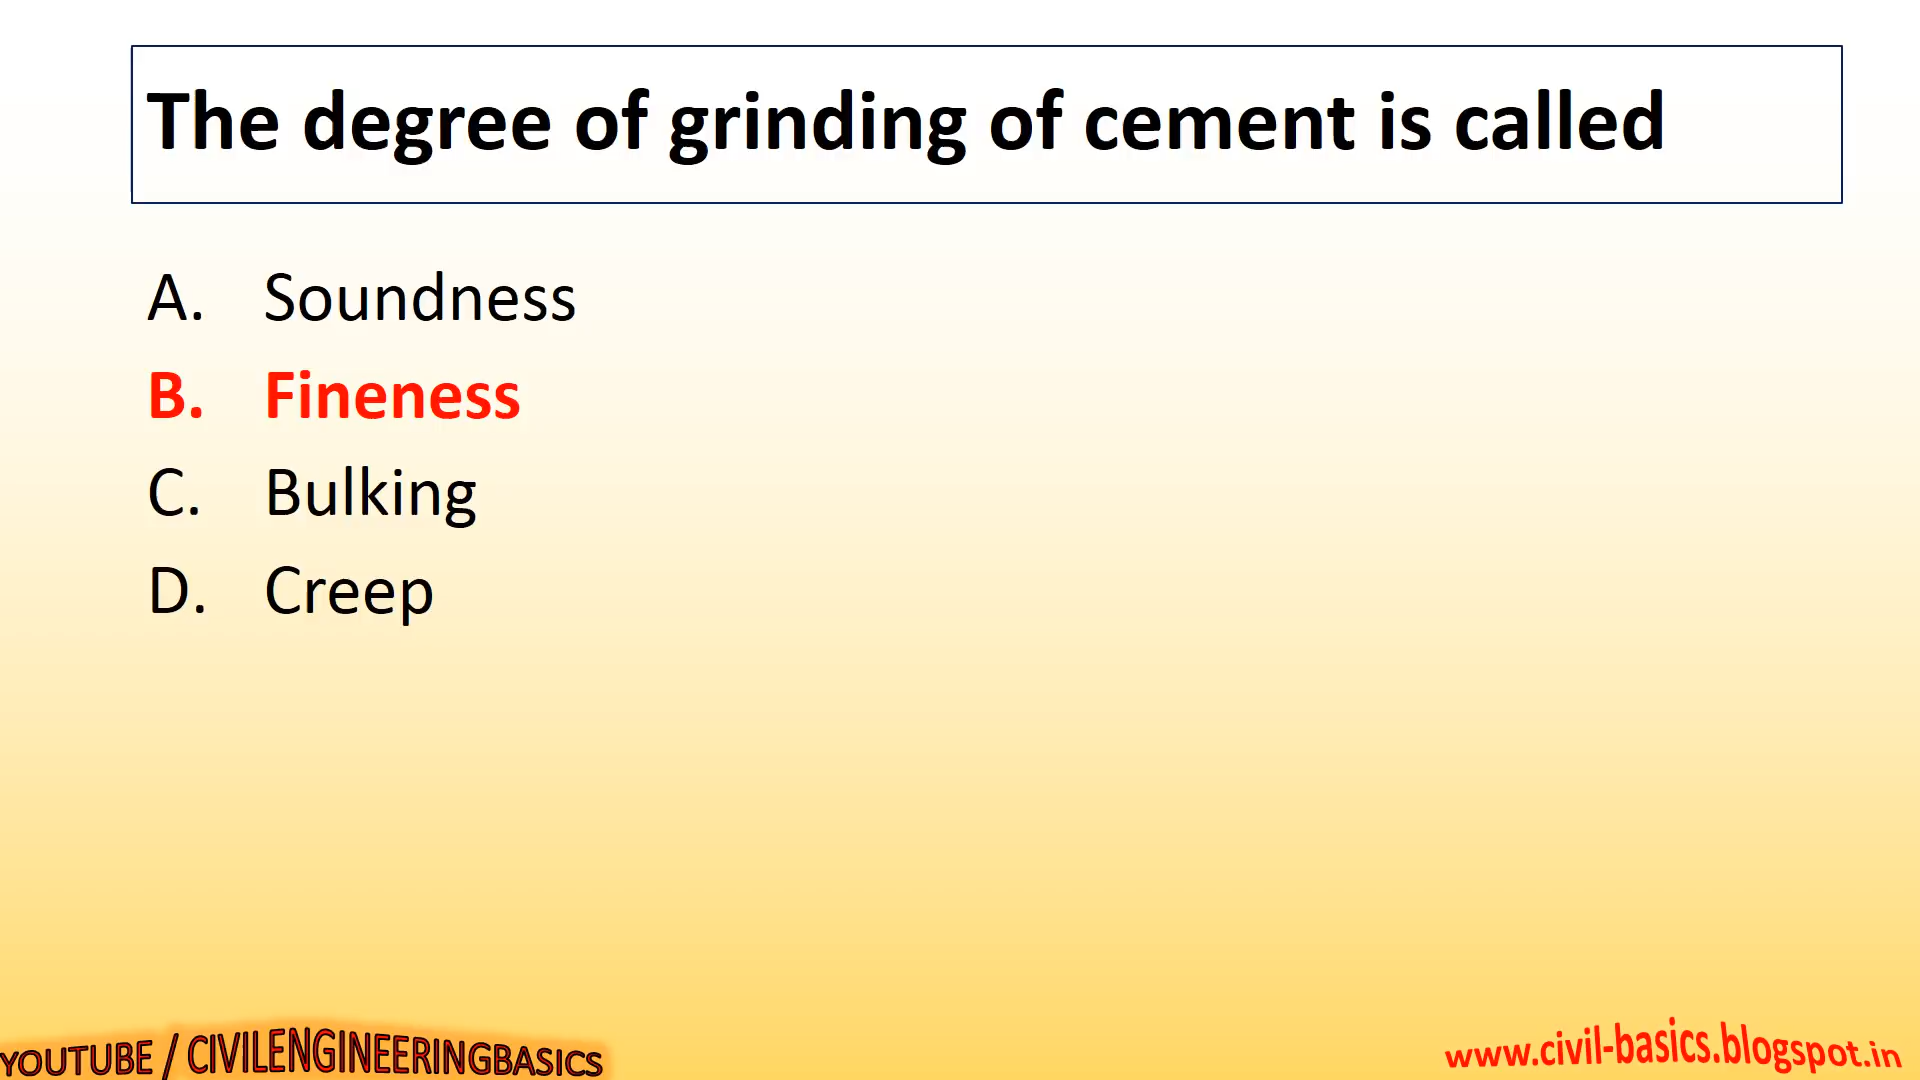 The degree of grinding of cement is called
A. Soundness
B. Fineness
C. Bulking
D. Creep
YOUTUBE / CIVILENGINEERINGBASICS
www.civil-basics.blogspot.in